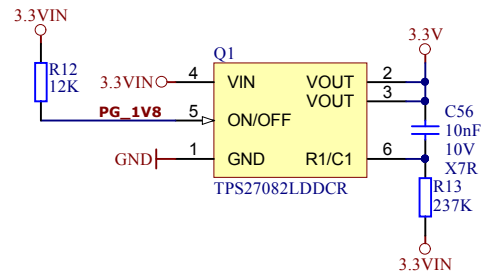 3.3VIN
3.3V
Q1
R12
12K
3.3VIN
4
VIN
VOUT
2
VOUT
3
PG_1V8
5
ON/OFF
C56
10nF
10V
X7R
GND
1
GND
R1/C1
6
TPS27082LDDCR
R13
237K
3.3VIN